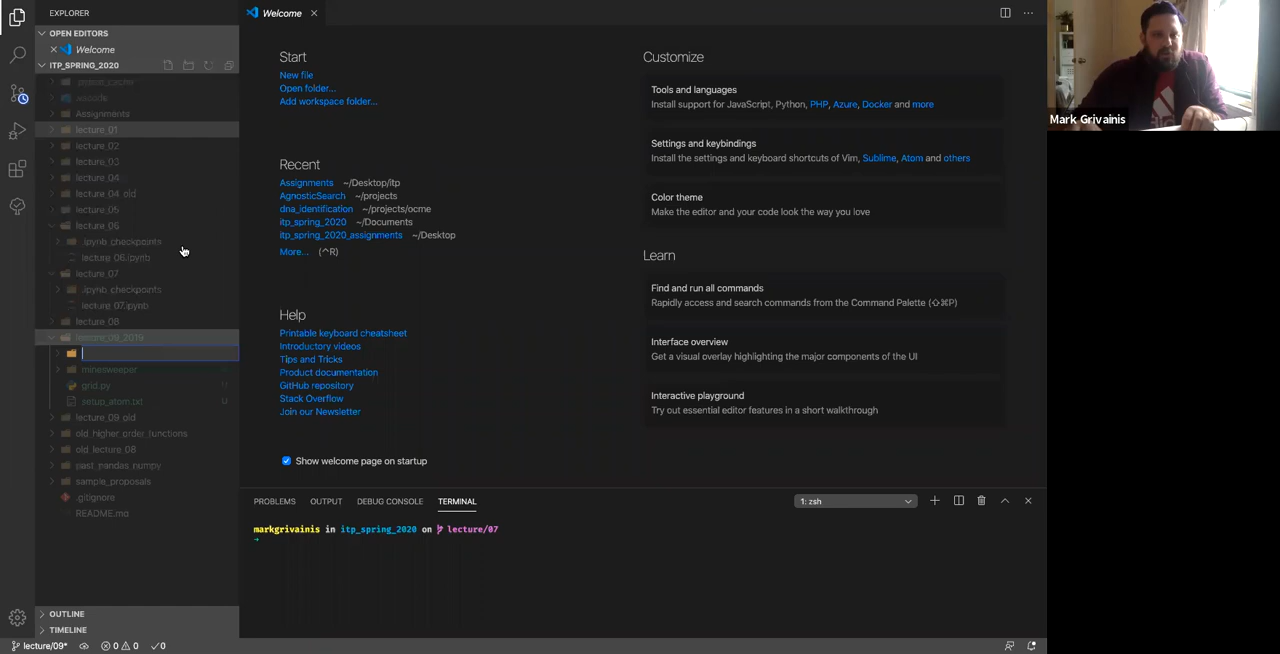 EXPLORER
OPEN EDITORS
Welcome
ITP_SPRING_2020
.vscode
Assignments
lecture_01
lecture_02
lecture_03
lecture_04
lecture_04_old
lecture_05
lecture_06
.ipynb_checkpoints
lecture_06.ipynb
lecture_07
.ipynb_checkpoints
lecture_07.ipynb
lecture_08
lecture_09_2019
minesweeper
grid.py U
setup_atom.txt U
lecture_09_old
old_higher_order_functions
old_lecture_08
past_pandas_numpy
sample_proposals
.gitignore
README.md
OUTLINE
TIMELINE
lecture/09* 0 0 0
Welcome
Start
New file
Open folder...
Add workspace folder...
Recent
Assignments ~/Desktop/itp
AgnosticSearch ~/projects
dna_identification ~/projects/ocme
itp_spring_2020 ~/Documents
itp_spring_2020_assignments ~/Desktop
More... (^R)
Help
Printable keyboard cheatsheet
Introductory videos
Tips and Tricks
Product documentation
GitHub repository
Stack Overflow
Join our Newsletter
Show welcome page on startup
Customize
Tools and languages
Install support for JavaScript, Python, PHP, Azure, Docker and more
Settings and keybindings
Install the settings and keyboard shortcuts of Vim, Sublime, Atom and others
Color theme
Make the editor and your code look the way you love
Learn
Find and run all commands
Rapidly access and search commands from the Command Palette (⇧⌘P)
Interface overview
Get a visual overlay highlighting the major components of the UI
Interactive playground
Try out essential editor features in a short walkthrough
PROBLEMS OUTPUT DEBUG CONSOLE TERMINAL 1: zsh
markgrivainis in itp_spring_2020 on lecture/07
Mark Grivainis